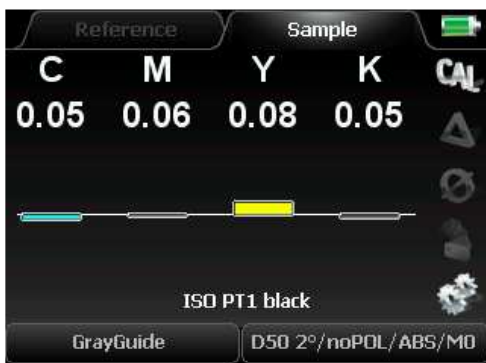 Reference Sample
C M Y K CAL
0.05 0.06 0.08 0.05
ISO PT1 black
GrayGuide D50 2°/noPOL/ABS/M0